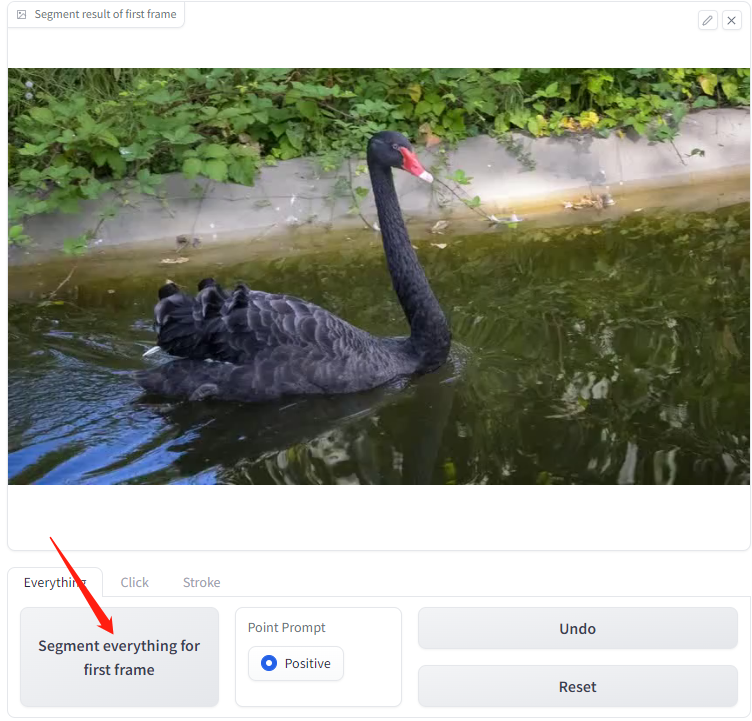 Segment result of first frame
Everything Click Stroke
Segment everything for
first frame
Point Prompt
Positive
Undo
Reset